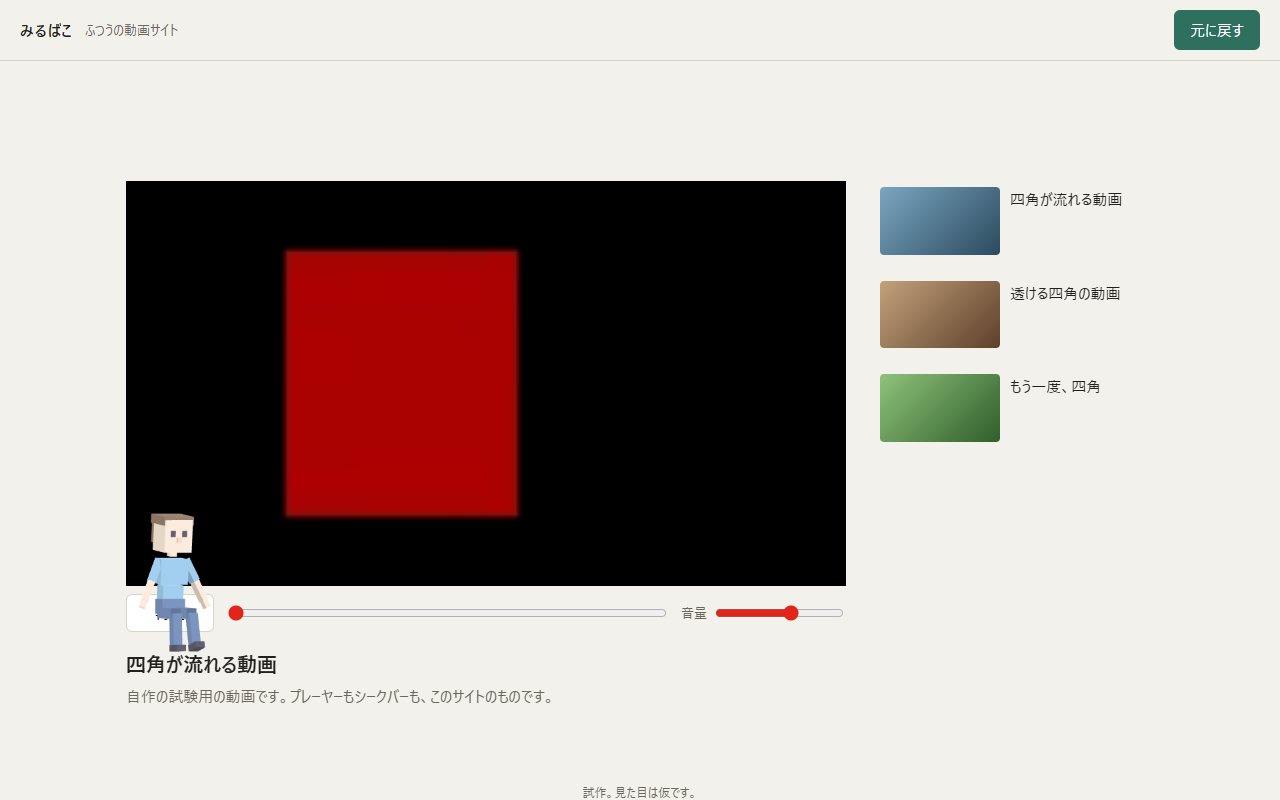 みるばこ
ふつうの動画サイト
元に戻す
四角が流れる動画
透ける四角の動画
もう一度、四角
音量
四角が流れる動画
自作の試験用の動画です。プレーヤーもシークバーも、このサイトのものです。
試作。見た目は仮です。